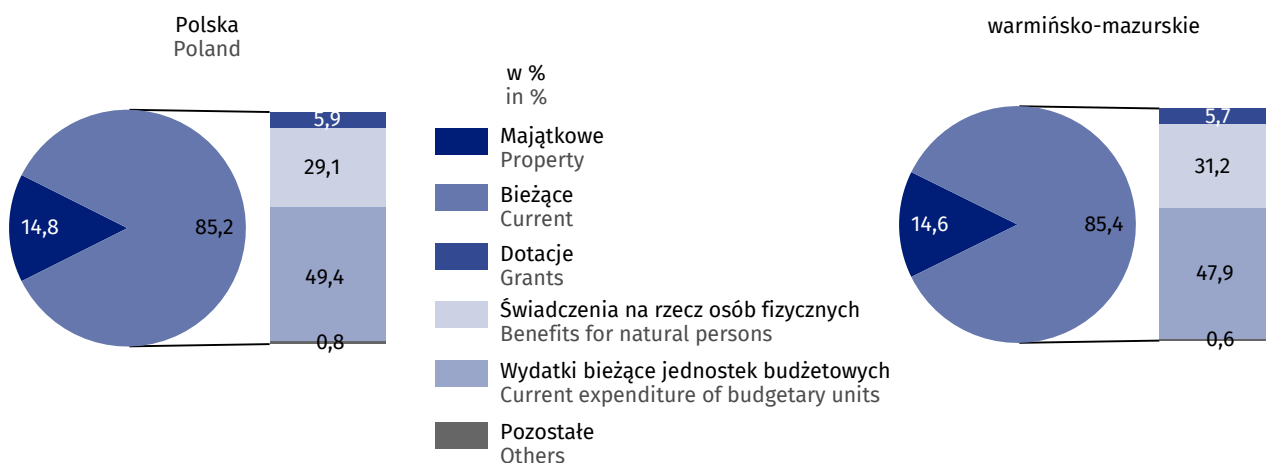 Polska
Poland
14,8
85,2
5,9
29,1
49,4
0,8
w %
in %
Majątkowe
Property
Bieżące
Current
Dotacje
Grants
Świadczenia na rzecz osób fizycznych
Benefits for natural persons
Wydatki bieżące jednostek budżetowych
Current expenditure of budgetary units
Pozostałe
Others
warmińsko-mazurskie
14,6
85,4
5,7
31,2
47,9
0,6